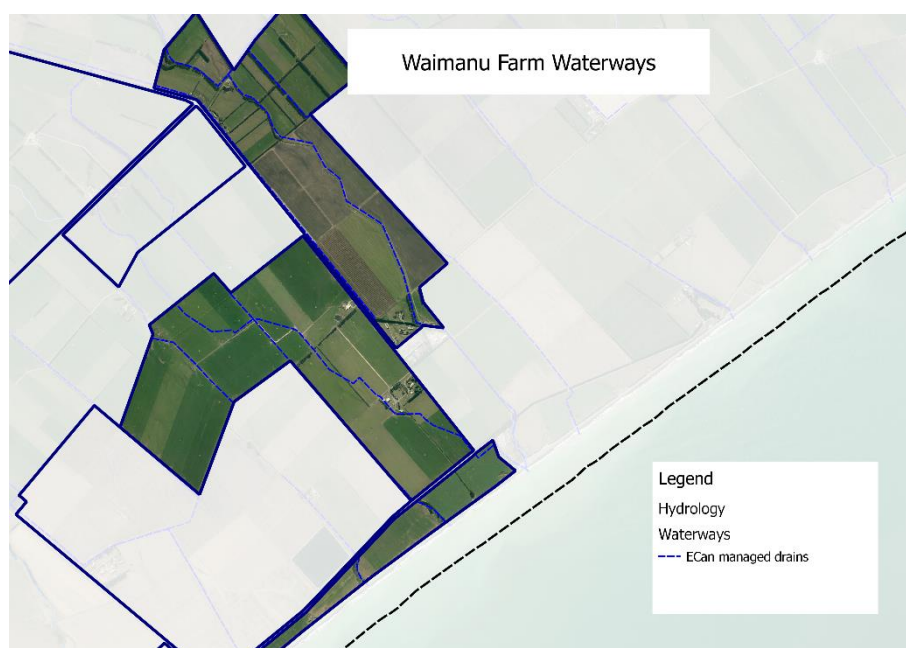 Waimanu Farm Waterways
Legend
Hydrology
Waterways
ECan managed drains